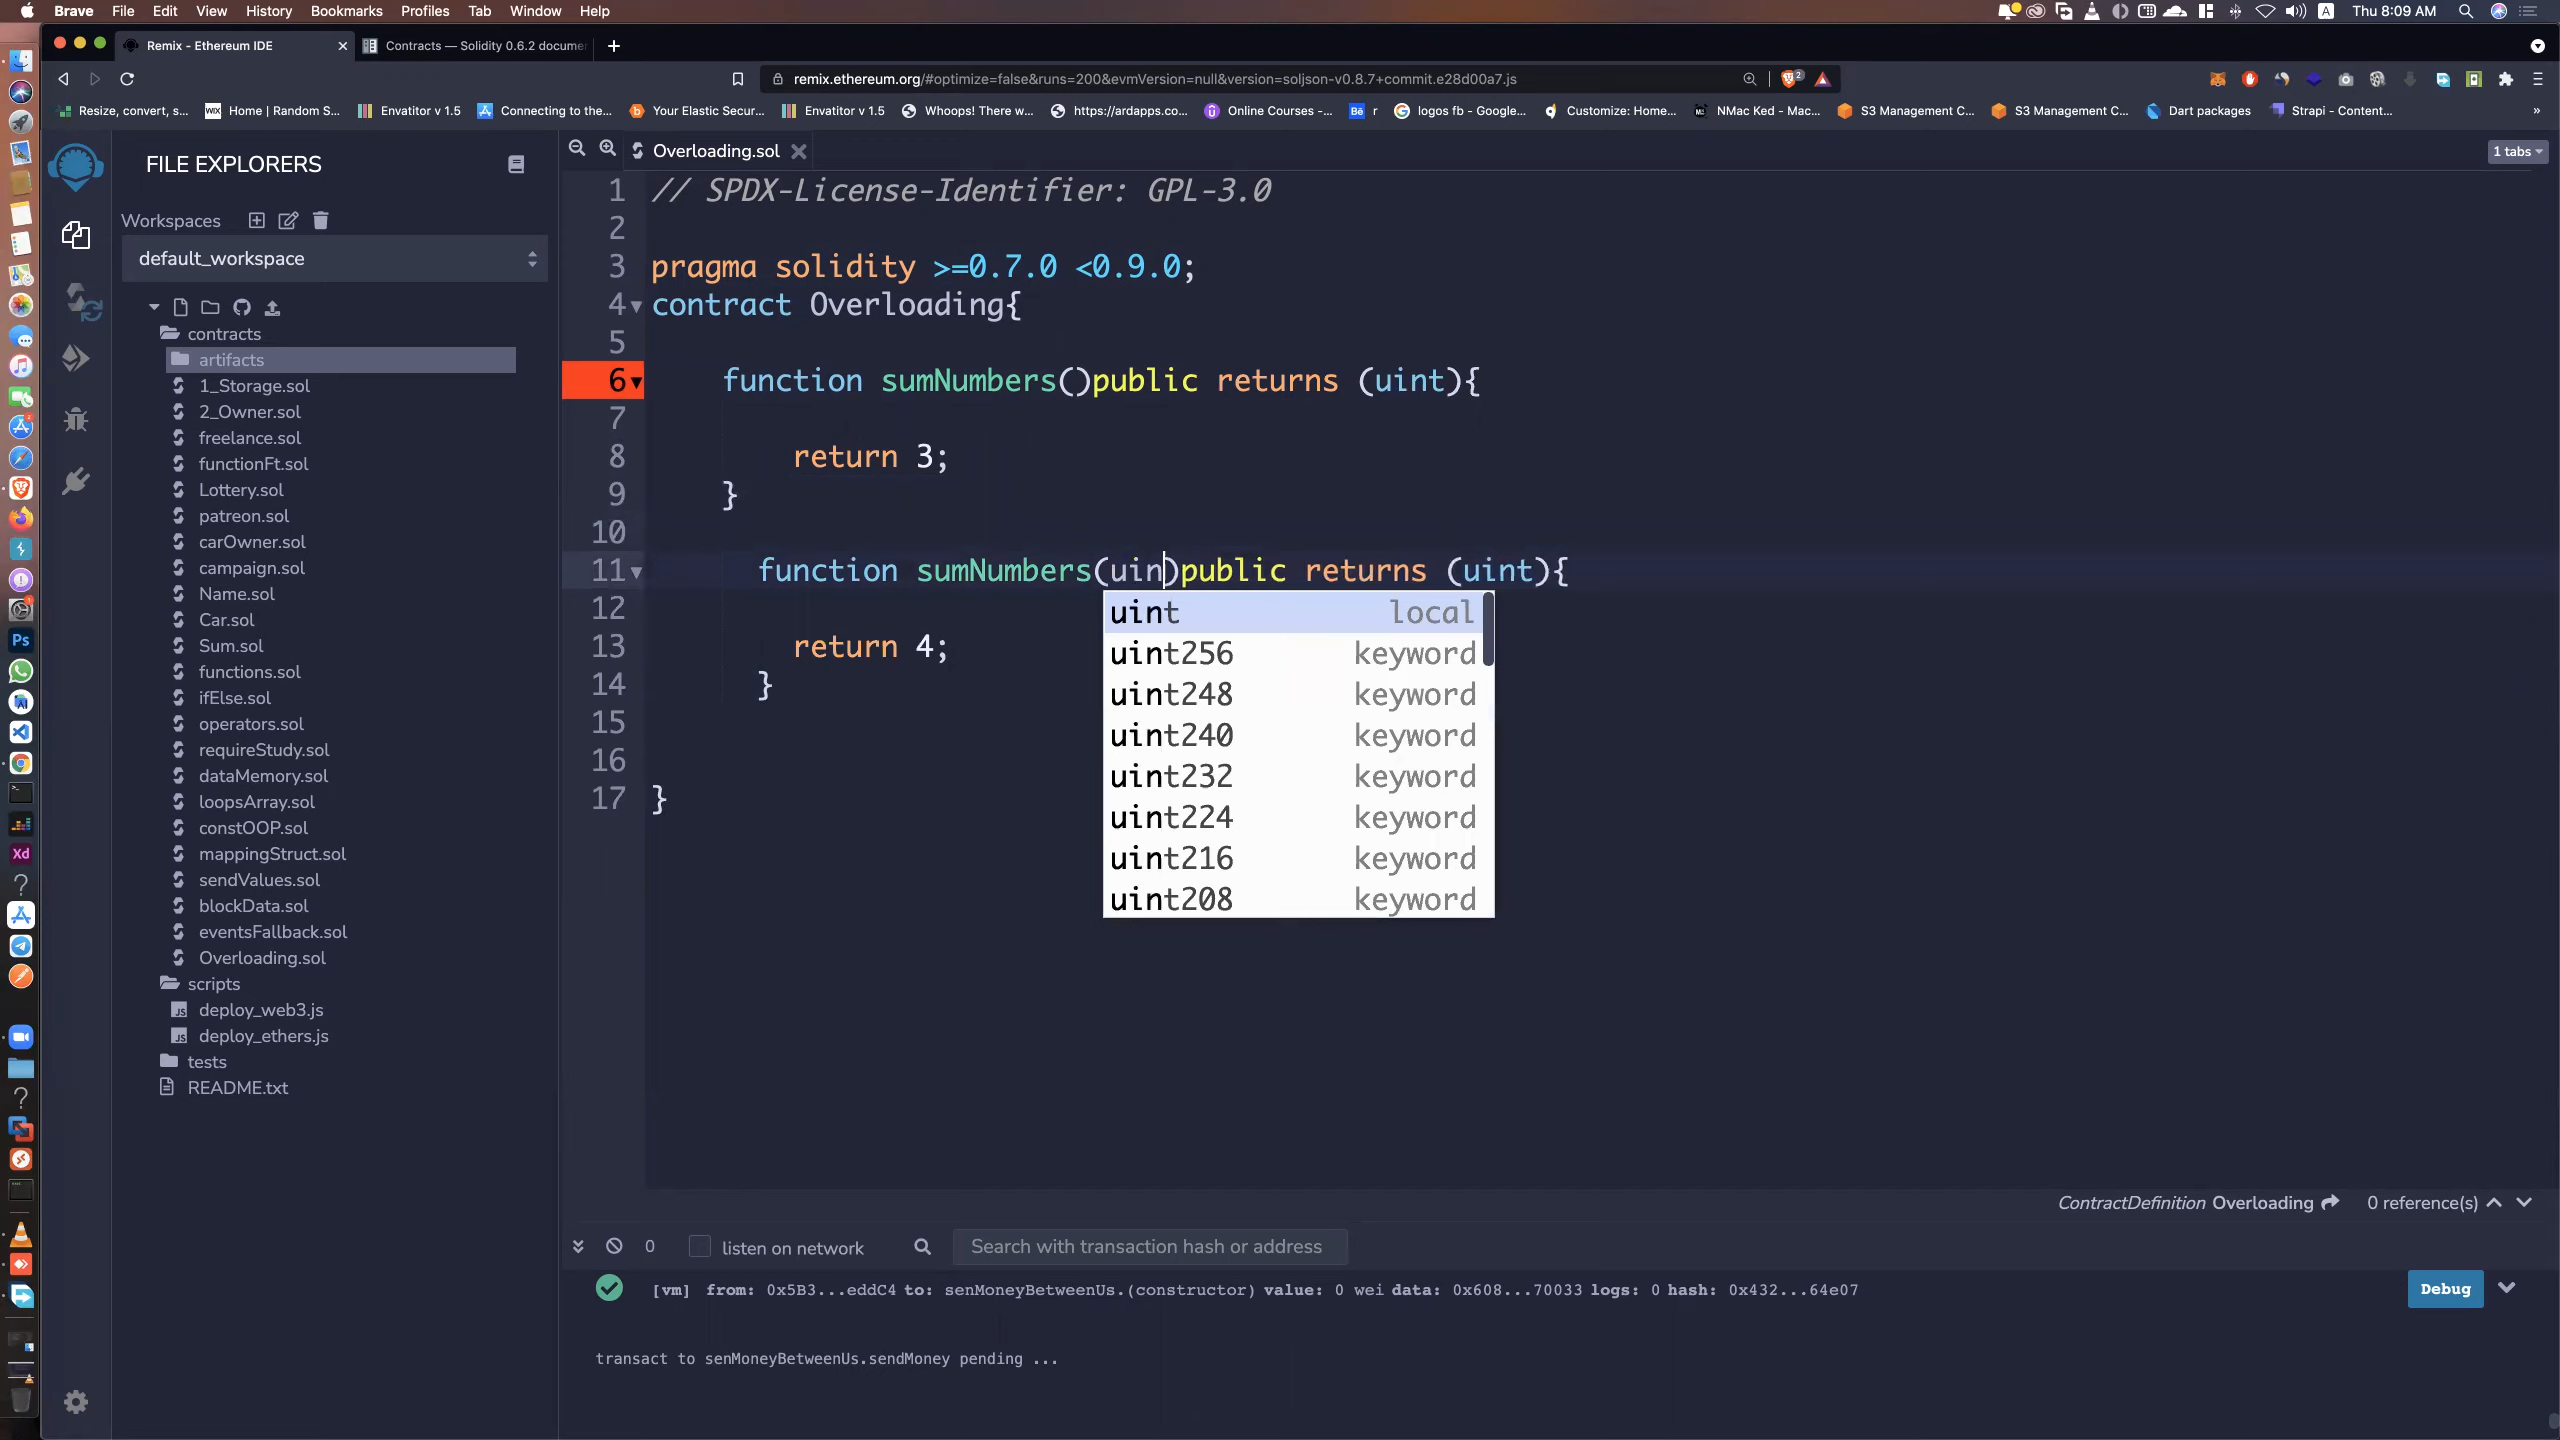 Brave File Edit View History Bookmarks Profiles Tab Window Help Thu 8:09 AM
Remix - Ethereum IDE Contracts — Solidity 0.6.2 docume
remix.ethereum.org/#optimize=false&runs=200&evmVersion=null&version=soljson-v0.8.7+commit.e28d00a7.js
Resize, convert, s... Home | Random S... Envatitor v 1.5 Connecting to the... Your Elastic Secur... Envatitor v 1.5 Whoops! There w... https://ardapps.co... Online Courses -... r logos fb - Google... Customize: Home... NMac Ked - Mac... S3 Management C... S3 Management C... Dart packages Strapi - Content... »
FILE EXPLORERS
Workspaces
default_workspace
contracts
artifacts
1_Storage.sol
2_Owner.sol
freelance.sol
functionFt.sol
Lottery.sol
patreon.sol
carOwner.sol
campaign.sol
Name.sol
Car.sol
Sum.sol
functions.sol
ifElse.sol
operators.sol
requireStudy.sol
dataMemory.sol
loopsArray.sol
constOOP.sol
mappingStruct.sol
sendValues.sol
blockData.sol
eventsFallback.sol
Overloading.sol
scripts
deploy_web3.js
deploy_ethers.js
tests
README.txt
Overloading.sol
1 tabs
1 // SPDX-License-Identifier: GPL-3.0
2
3 pragma solidity >=0.7.0 <0.9.0;
4 contract Overloading{
5
6 function sumNumbers()public returns (uint){
7
8 return 3;
9 }
10
11 function sumNumbers(uin)public returns (uint){
12
13 return 4;
14 }
15
16
17 }
uint local
uint256 keyword
uint248 keyword
uint240 keyword
uint232 keyword
uint224 keyword
uint216 keyword
uint208 keyword
ContractDefinition Overloading 0 reference(s)
0 listen on network Search with transaction hash or address
[vm] from: 0x5B3...eddC4 to: senMoneyBetweenUs.(constructor) value: 0 wei data: 0x608...70033 logs: 0 hash: 0x432...64e07 Debug
transact to senMoneyBetweenUs.sendMoney pending ...